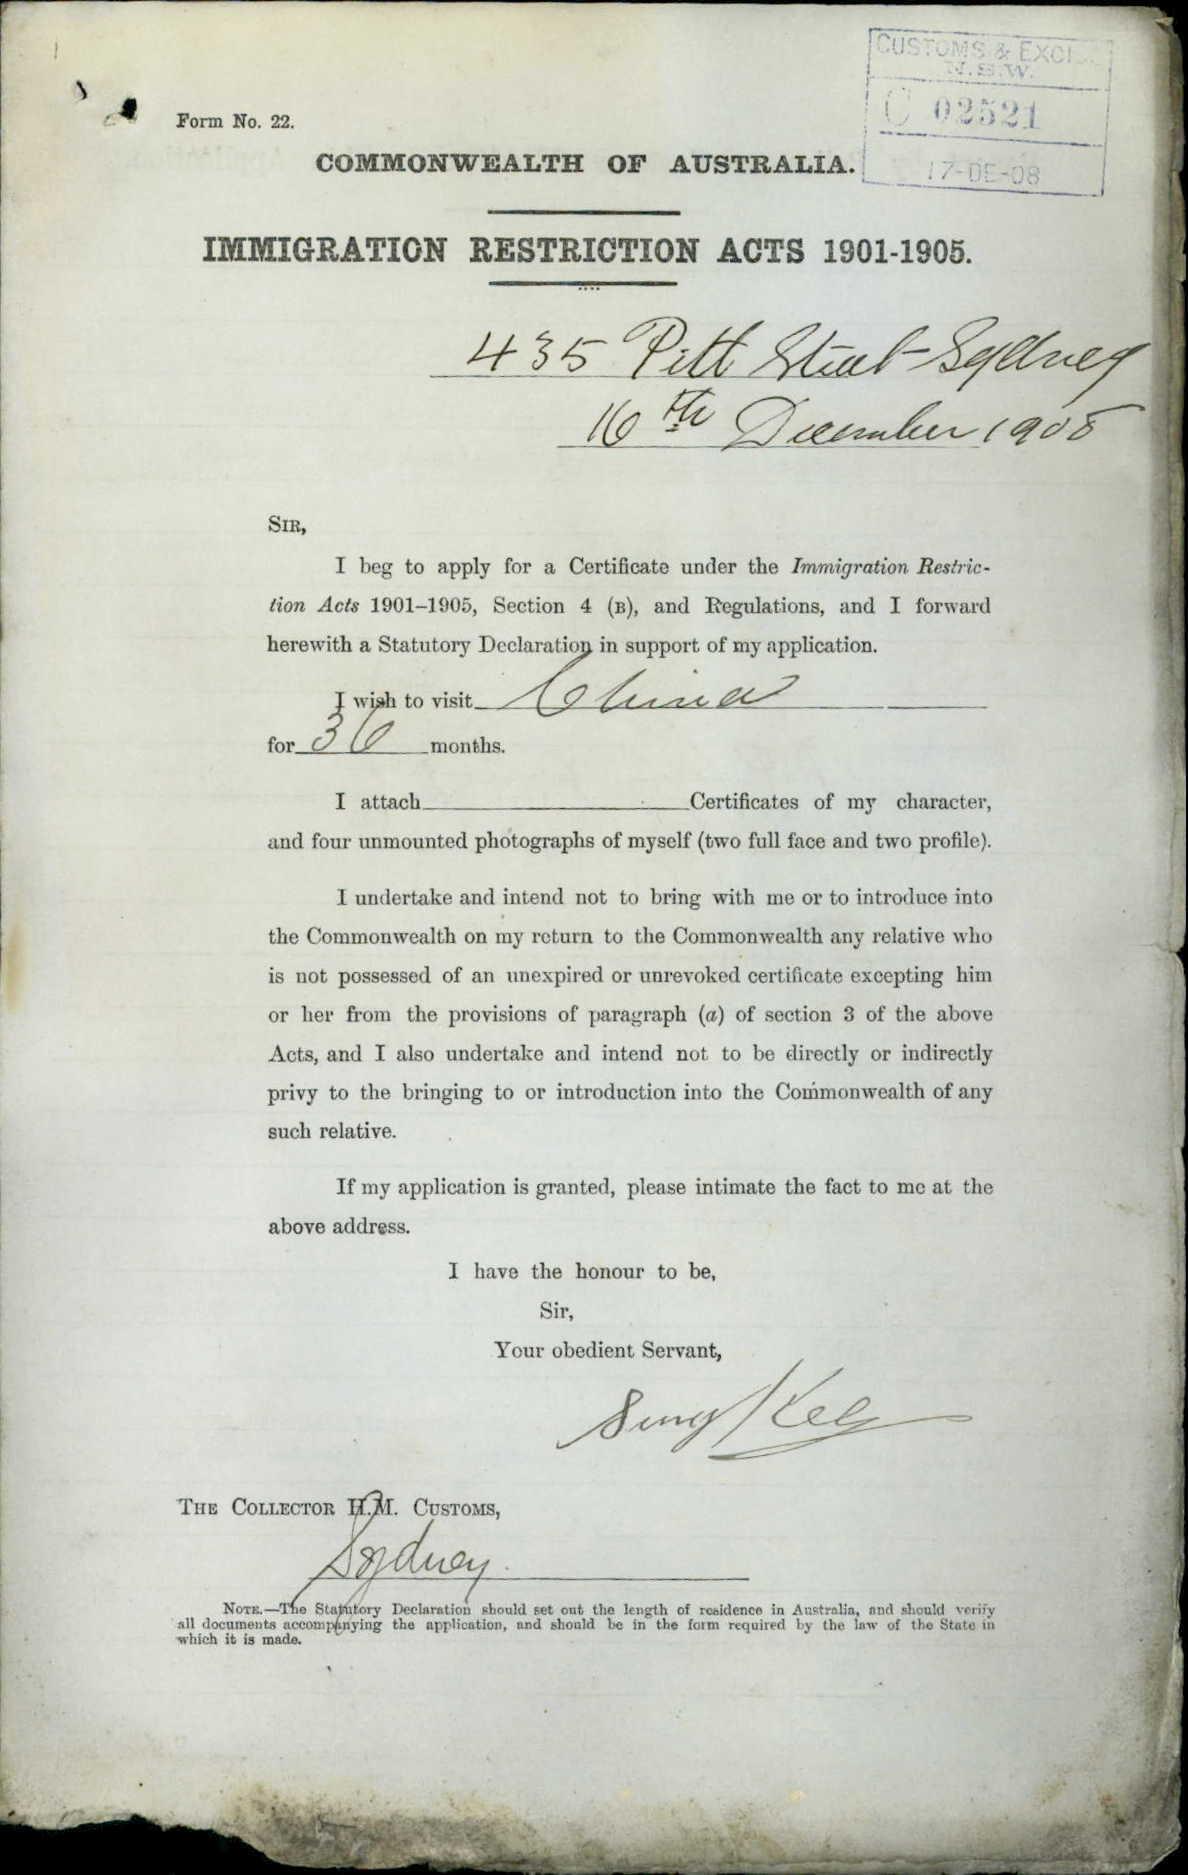 CUSTOMS & EXCI
N.S.W.
C 02521
17-DE-08
Form No. 22.
COMMONWEALTH OF AUSTRALIA.
IMMIGRATION RESTRICTION ACTS 1901-1905.
435 Pitt Street Sydney
16th December 1908
SIR,
I beg to apply for a Certificate under the Immigration Restric-
tion Acts 1901–1905, Section 4 (B), and Regulations, and I forward
herewith a Statutory Declaration in support of my application.
I wish to visit China
for 36 months.
I attach Certificates of my character,
and four unmounted photographs of myself (two full face and two profile).
I undertake and intend not to bring with me or to introduce into
the Commonwealth on my return to the Commonwealth any relative who
is not possessed of an unexpired or unrevoked certificate excepting him
or her from the provisions of paragraph (a) of section 3 of the above
Acts, and I also undertake and intend not to be directly or indirectly
privy to the bringing to or introduction into the Commonwealth of any
such relative.
If my application is granted, please intimate the fact to me at the
above address.
I have the honour to be,
Sir,
Your obedient Servant,
Sing Kee
THE COLLECTOR H.M. CUSTOMS,
Sydney.
NOTE.—The Statutory Declaration should set out the length of residence in Australia, and should verify
all documents accompanying the application, and should be in the form required by the law of the State in
which it is made.